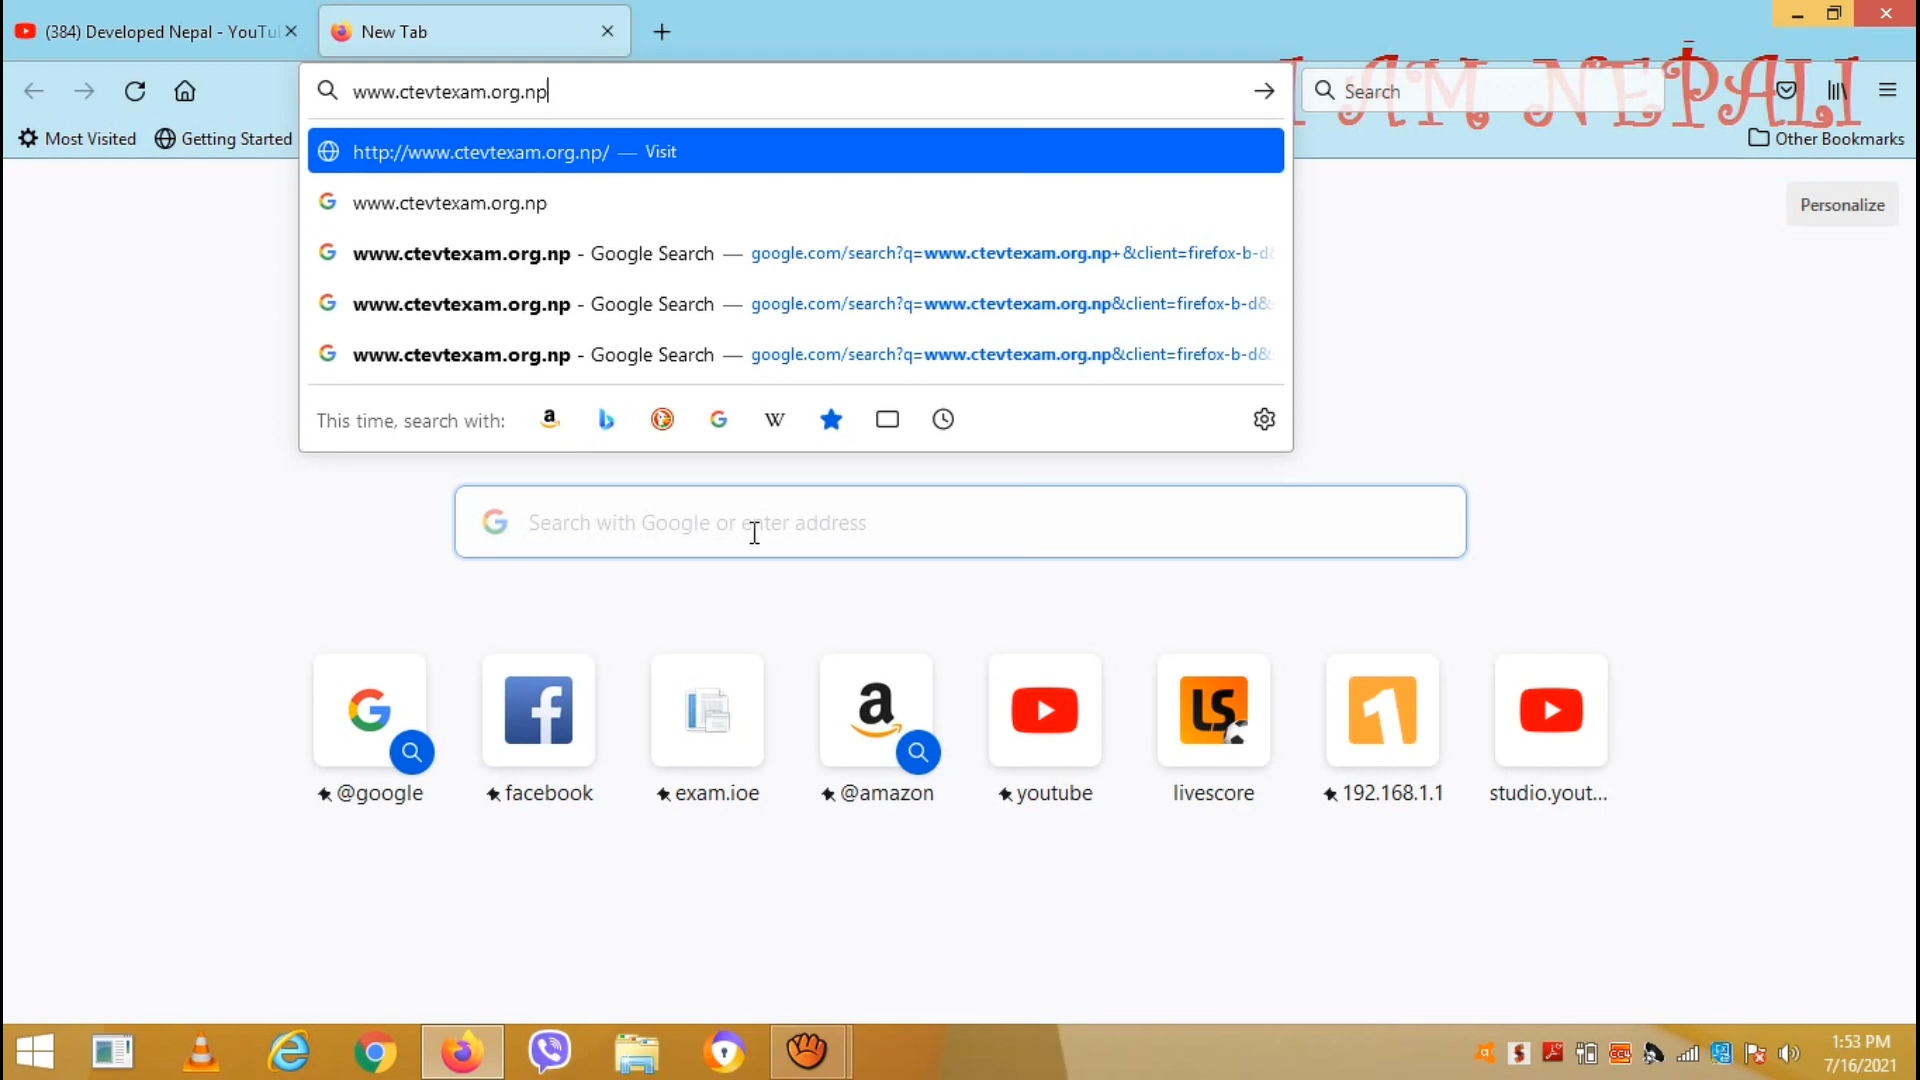 (384) Developed Nepal - YouTu
New Tab
www.ctevtexam.org.np
Search
I AM NEPALI
Most Visited
Getting Started
Other Bookmarks
http://www.ctevtexam.org.np/ — Visit
www.ctevtexam.org.np
www.ctevtexam.org.np - Google Search — google.com/search?q=www.ctevtexam.org.np+&client=firefox-b-d&
www.ctevtexam.org.np - Google Search — google.com/search?q=www.ctevtexam.org.np&client=firefox-b-d&
www.ctevtexam.org.np - Google Search — google.com/search?q=www.ctevtexam.org.np&client=firefox-b-d&
This time, search with:
Personalize
Search with Google or enter address
@google
facebook
exam.ioe
@amazon
youtube
livescore
192.168.1.1
studio.yout...
1:53 PM
7/16/2021